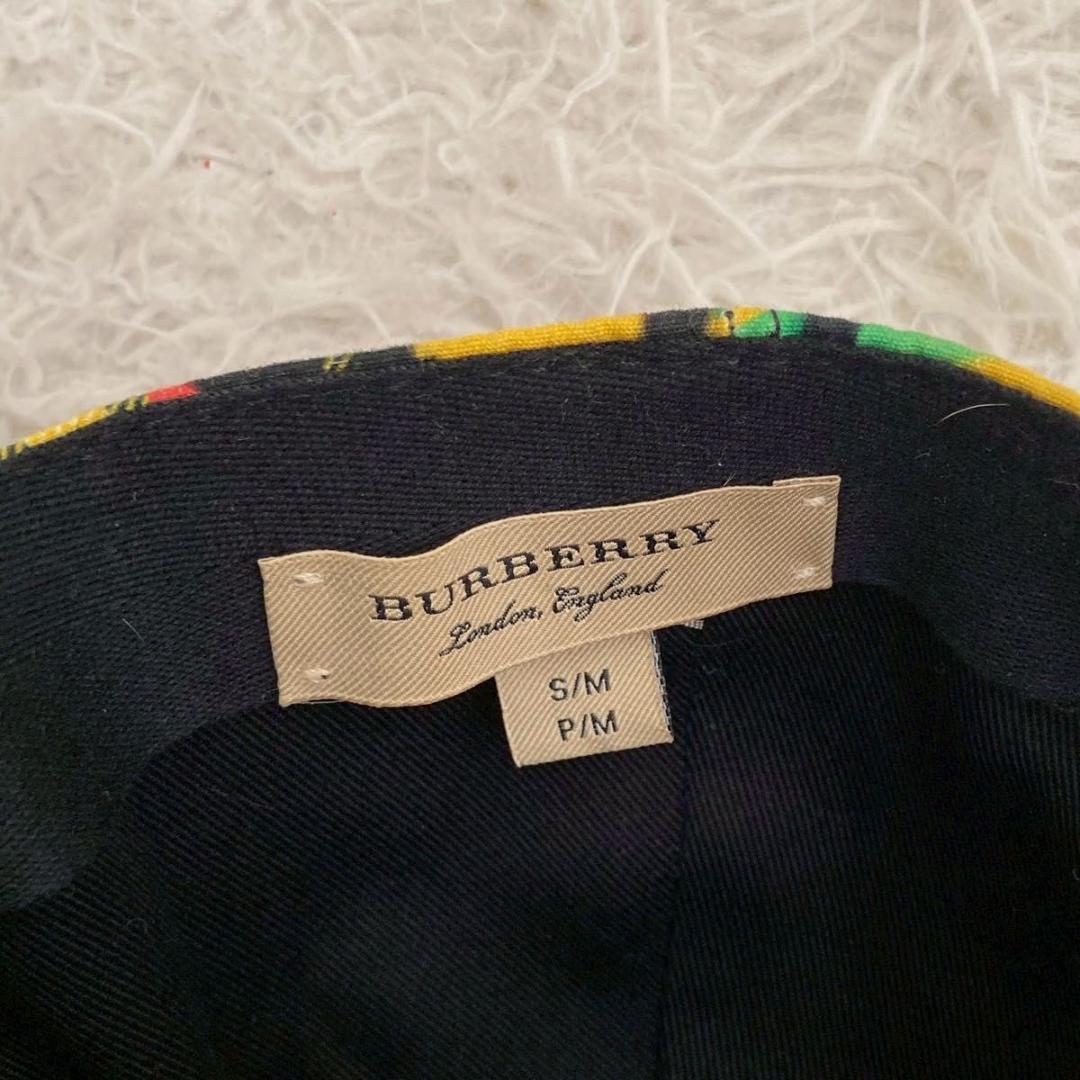 BURBERRY
London, England
S/M
P/M